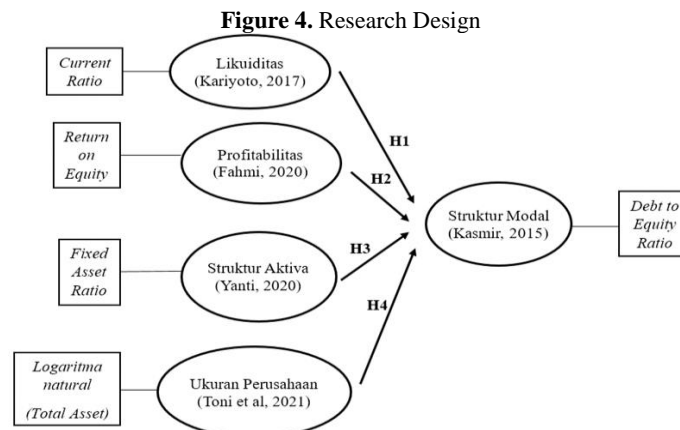 Figure 4. Research Design
Current
Ratio
Likuiditas
(Kariyoto, 2017)
H1
Return
on
Equity
Profitabilitas
(Fahmi, 2020)
H2
Struktur Modal
(Kasmir, 2015)
Debt to
Equity
Ratio
Fixed
Asset
Ratio
Struktur Aktiva
(Yanti, 2020)
H3
H4
Logaritma
natural
(Total Asset)
Ukuran Perusahaan
(Toni et al, 2021)